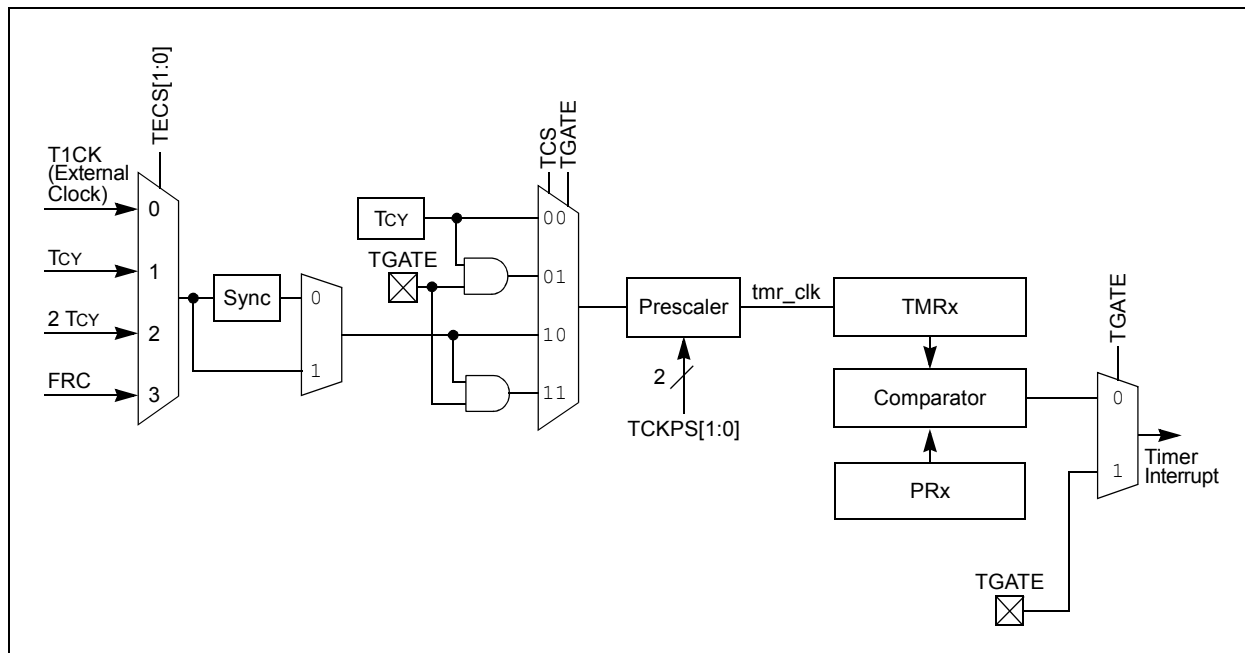 TECS[1:0]
T1CK
(External
Clock)
0
TCY
1
2 TCY
2
FRC
3
Sync
0
1
TCY
TGATE
TCS
TGATE
00
01
10
11
Prescaler
2
TCKPS[1:0]
tmr_clk
TMRx
Comparator
PRx
TGATE
0
1
Timer
Interrupt
TGATE